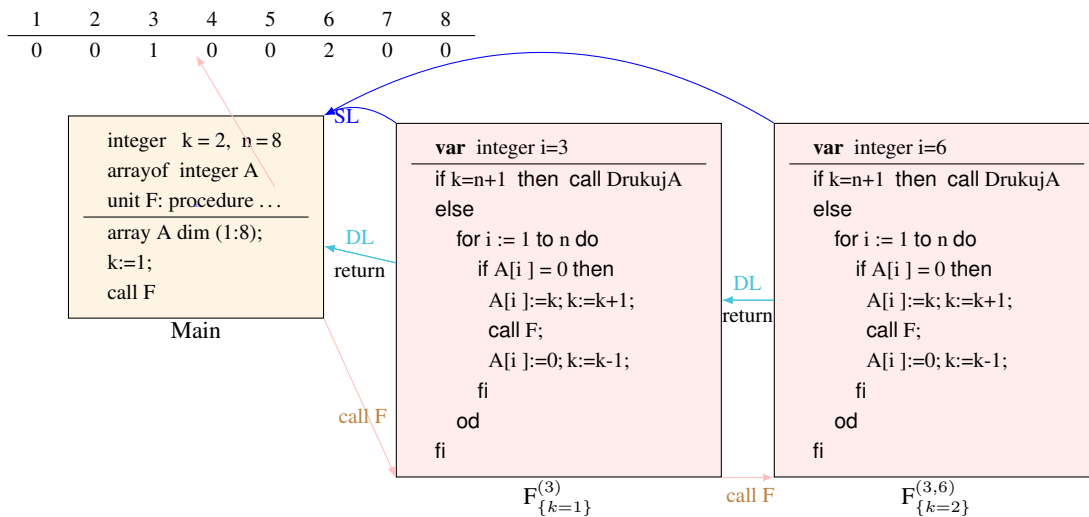 1 2 3 4 5 6 7 8
0 0 1 0 0 2 0 0
SL
integer k = 2, n = 8
arrayof integer A
unit F: procedure ...
array A dim (1:8);
k:=1;
call F
Main
DL
return
call F
var integer i=3
if k=n+1 then call DrukujA
else
for i := 1 to n do
if A[i ] = 0 then
A[i ]:=k; k:=k+1;
call F;
A[i ]:=0; k:=k-1;
fi
od
fi
F^{(3)}_{{k=1}}
DL
return
call F
var integer i=6
if k=n+1 then call DrukujA
else
for i := 1 to n do
if A[i ] = 0 then
A[i ]:=k; k:=k+1;
call F;
A[i ]:=0; k:=k-1;
fi
od
fi
F^{(3,6)}_{{k=2}}